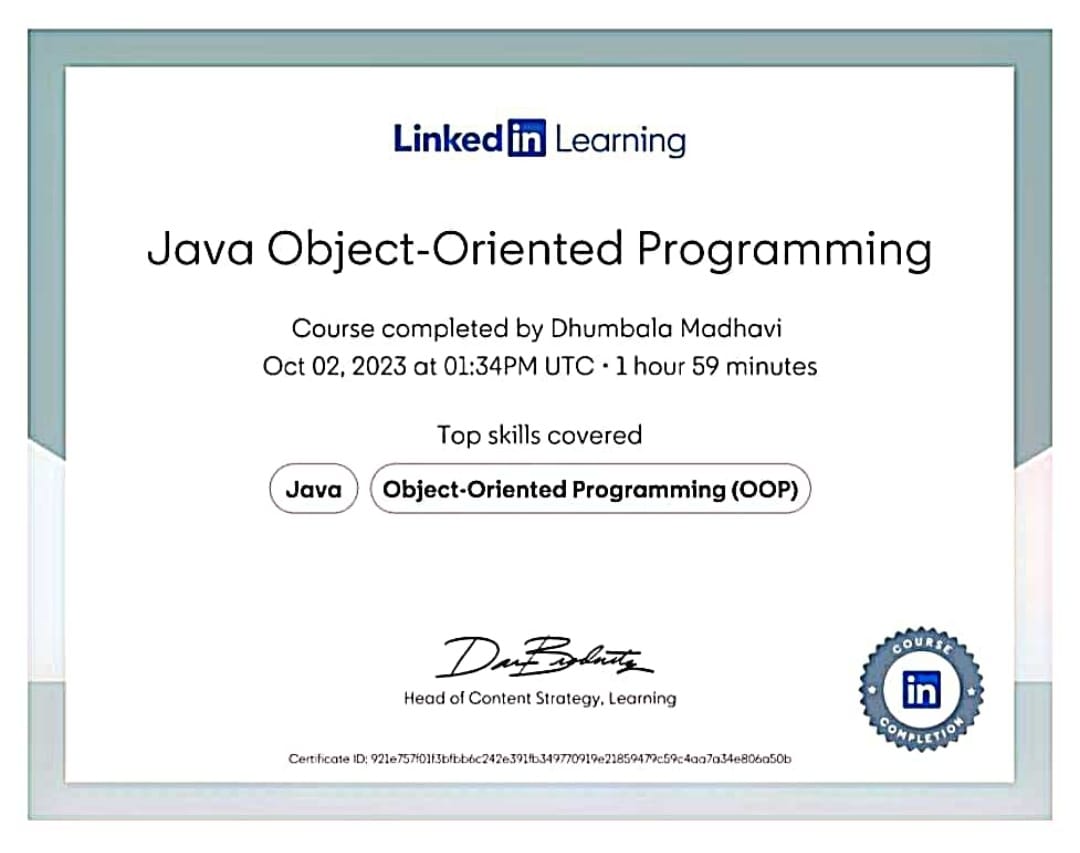 Linked in Learning
Java Object-Oriented Programming
Course completed by Dhumbala Madhavi
Oct 02, 2023 at 01:34PM UTC • 1 hour 59 minutes
Top skills covered
Java Object-Oriented Programming (OOP)
Head of Content Strategy, Learning
COURSE
in
COMPLETION
Certificate ID: 921e757f01f3bfbb6c242e391fb349770919e21859479c59c4aa7a34e806a50b